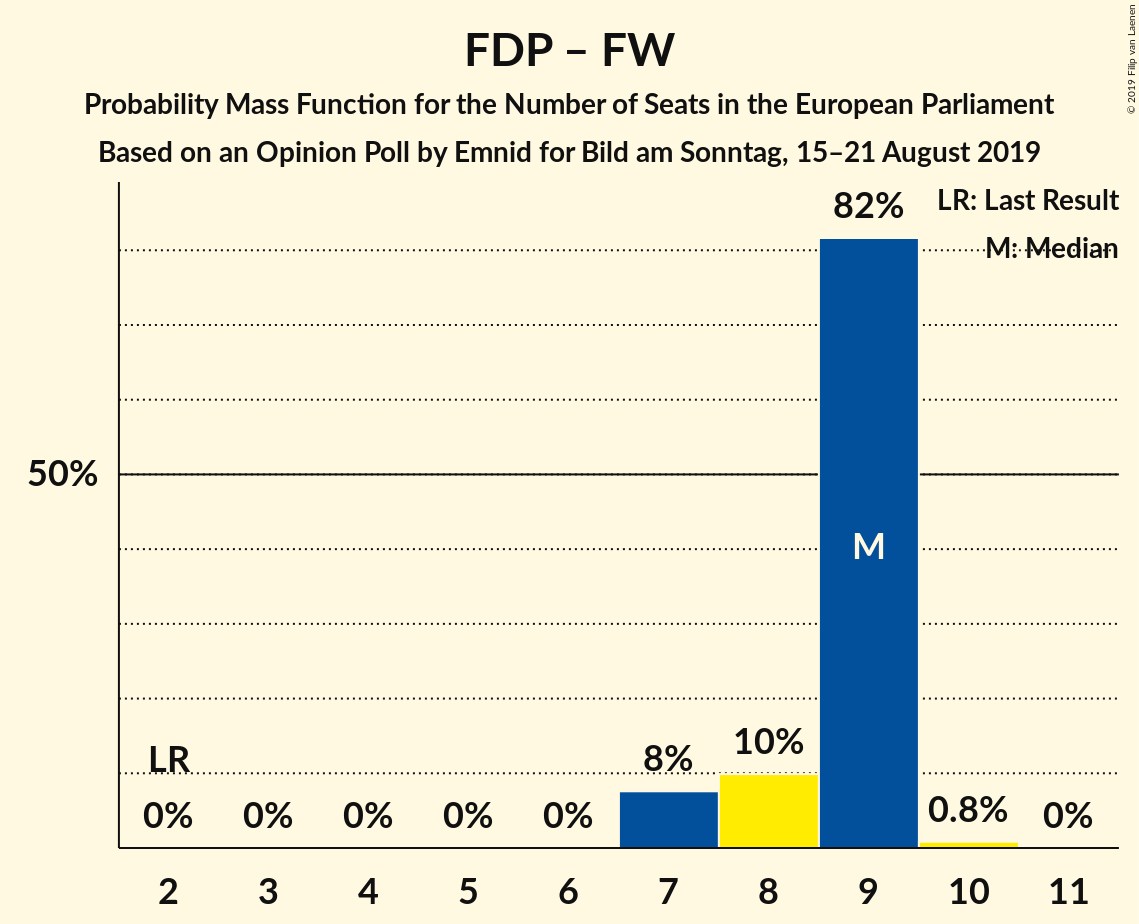 © 2019 Filip van Laenen
FDP – FW
Probability Mass Function for the Number of Seats in the European Parliament
Based on an Opinion Poll by Emnid for Bild am Sonntag, 15–21 August 2019
LR: Last Result
M: Median
82%
50%
M
LR
8%
10%
0%
0%
0%
0%
0%
0.8%
0%
2 3 4 5 6 7 8 9 10 11